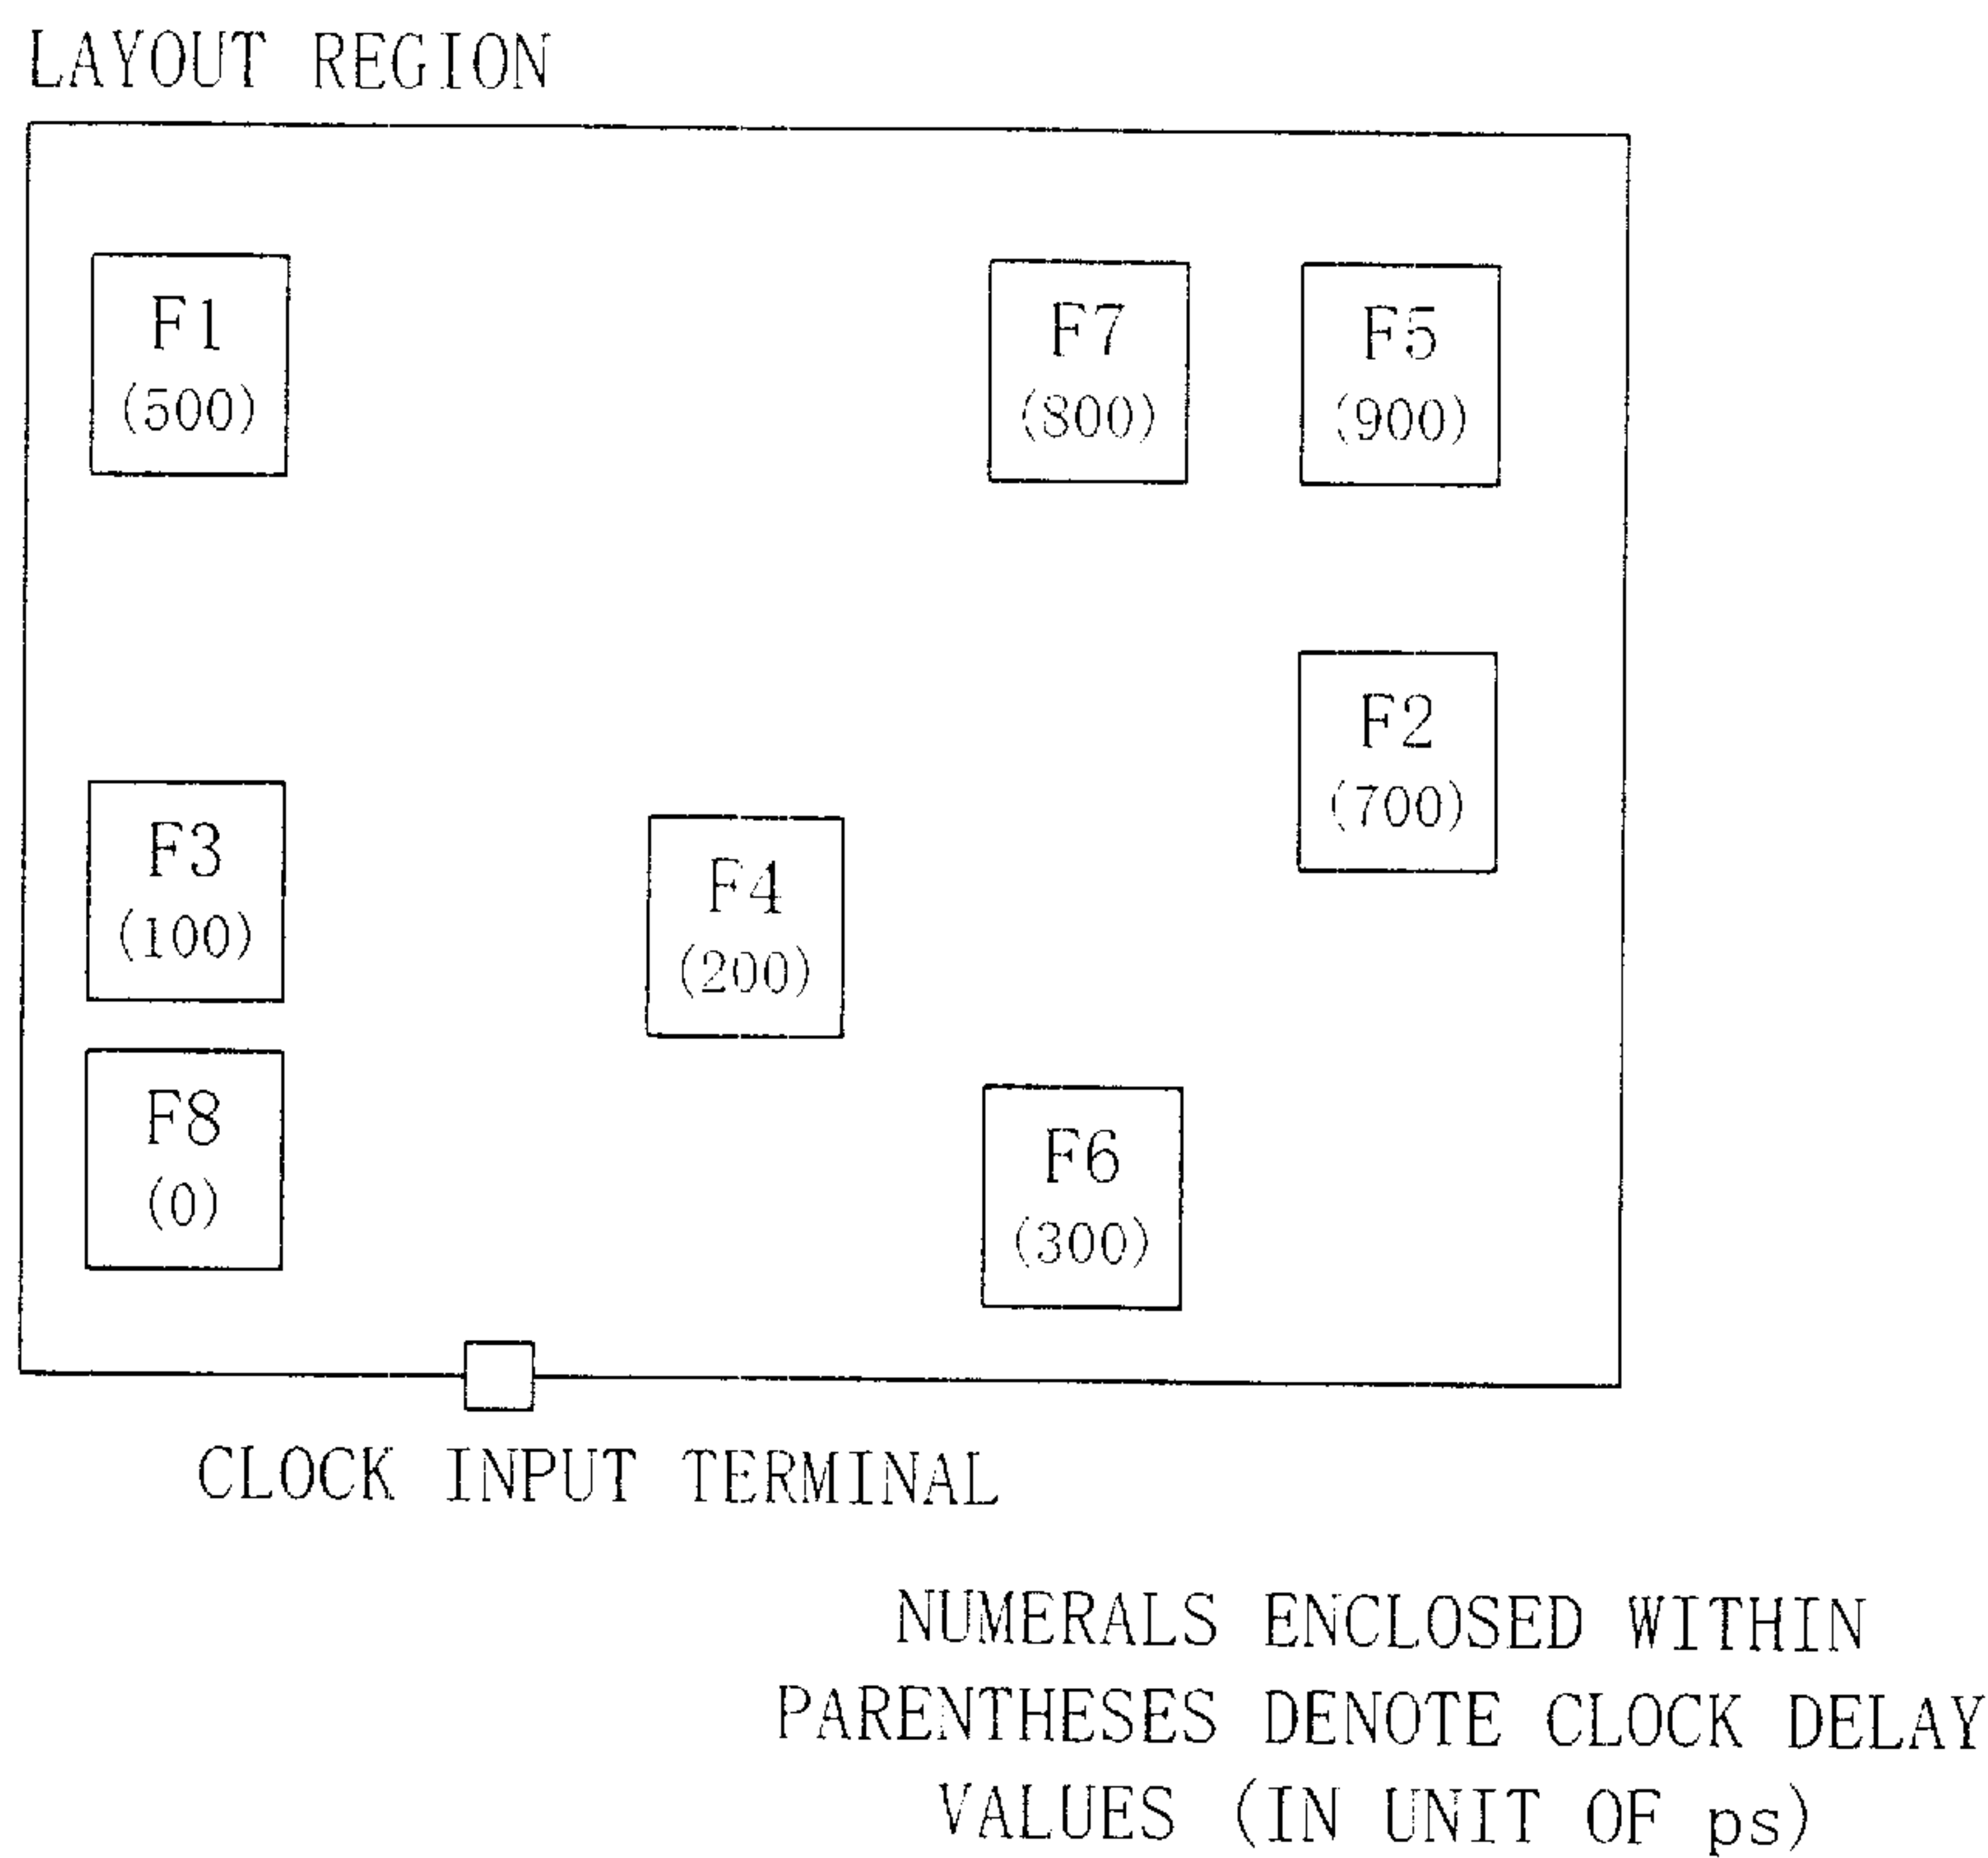 LAYOUT REGION
F1
(500)
F7
(800)
F5
(900)
F2
(700)
F3
(100)
F4
(200)
F8
(0)
F6
(300)
CLOCK INPUT TERMINAL
NUMERALS ENCLOSED WITHIN
PARENTHESES DENOTE CLOCK DELAY
VALUES (IN UNIT OF ps)